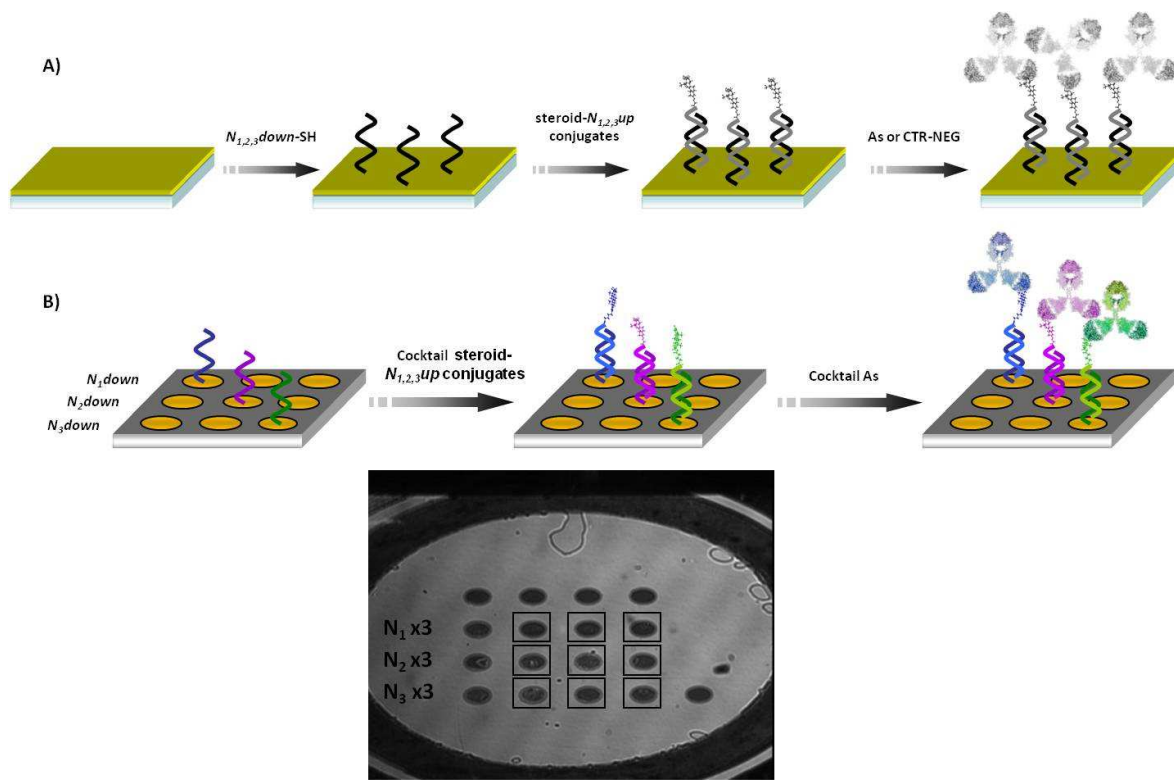 A)
N1,2,3down-SH
steroid-N1,2,3up
conjugates
As or CTR-NEG
B)
N1down
N2down
N3down
Cocktail steroid-
N1,2,3up conjugates
Cocktail As
N1 x3
N2 x3
N3 x3